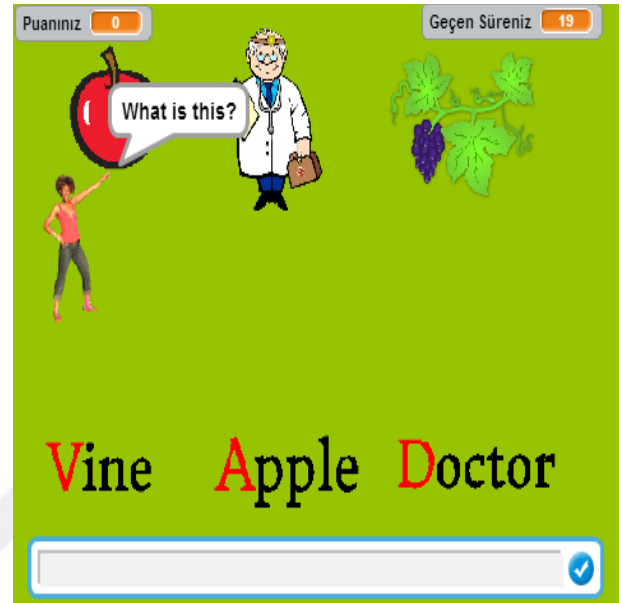 Puanınız 0
Geçen Süreniz 19
What is this?
Vine Apple Doctor